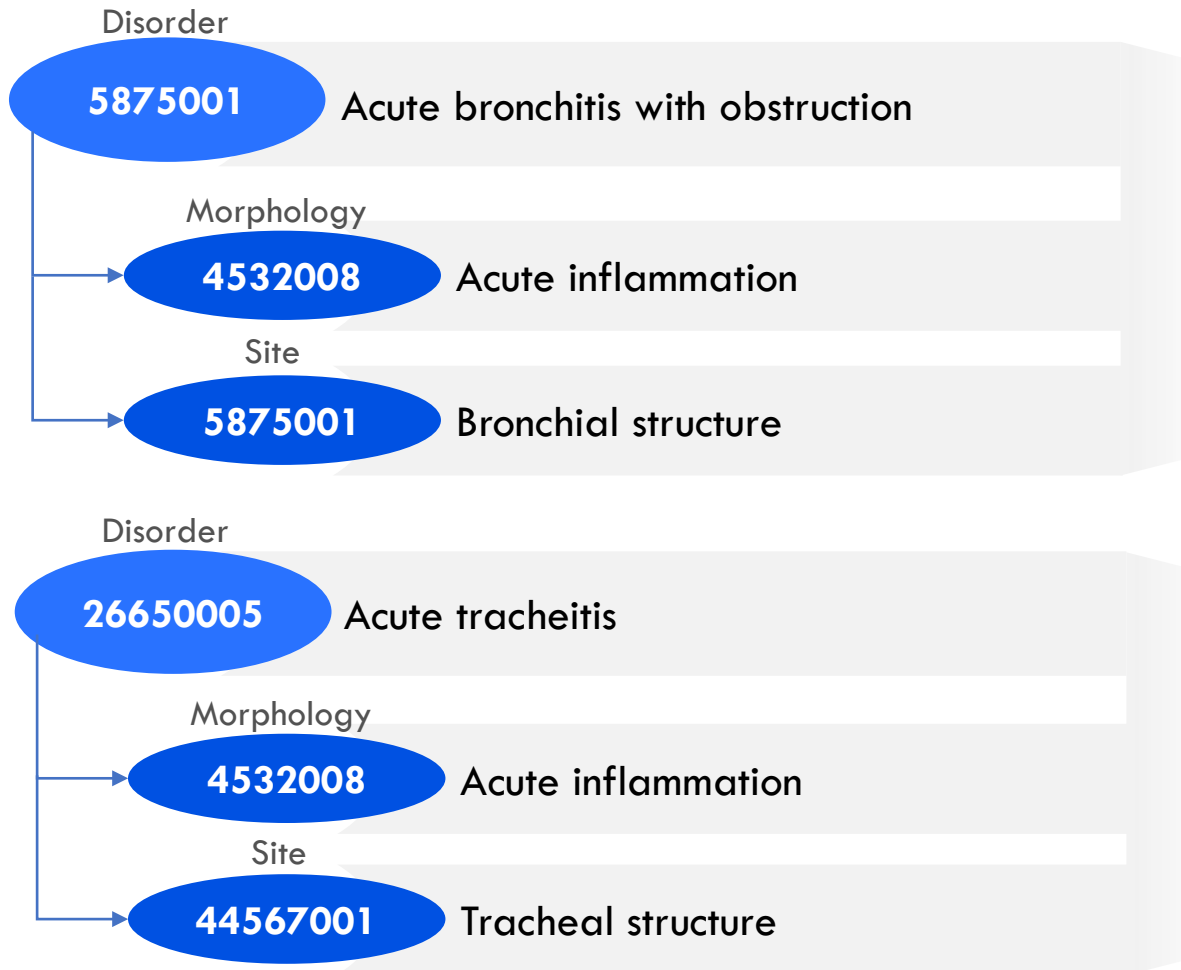 Disorder
5875001
Acute bronchitis with obstruction
Morphology
4532008
Acute inflammation
Site
5875001
Bronchial structure
Disorder
26650005
Acute tracheitis
Morphology
4532008
Acute inflammation
Site
44567001
Tracheal structure